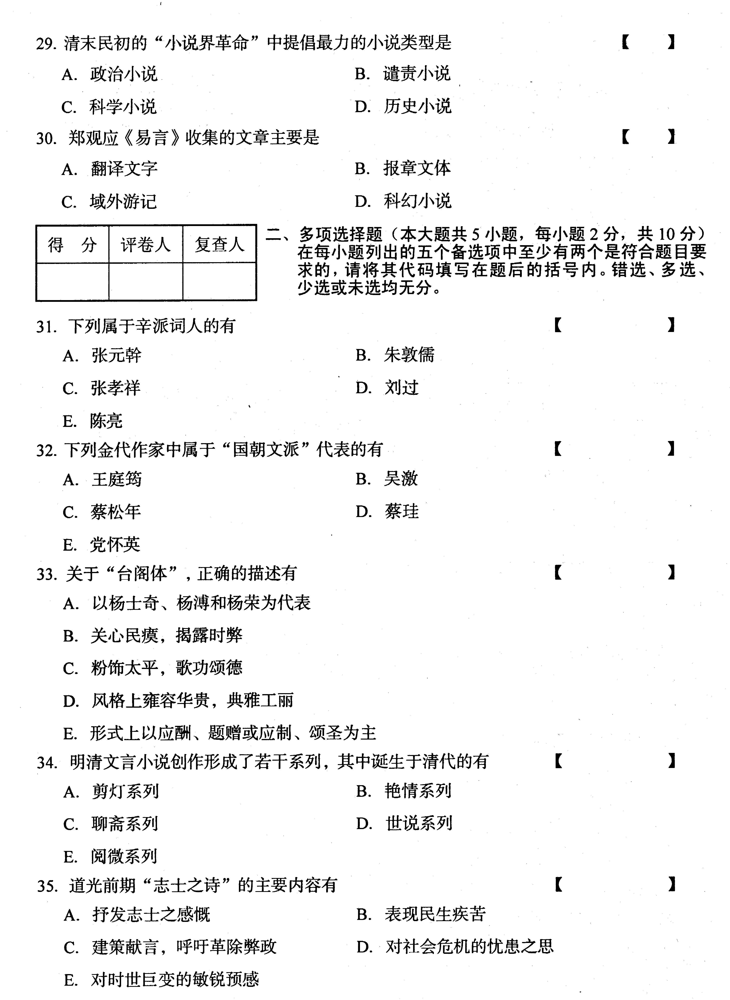 29. 清末民初的“小说界革命”中提倡最力的小说类型是 【 】
A. 政治小说 B. 谴责小说
C. 科学小说 D. 历史小说
30. 郑观应《易言》收集的文章主要是 【 】
A. 翻译文字 B. 报章文体
C. 域外游记 D. 科幻小说
得 分 评卷人 复查人
二、多项选择题（本大题共 5 小题，每小题 2 分，共 10 分）
在每小题列出的五个备选项中至少有两个是符合题目要
求的，请将其代码填写在题后的括号内。错选、多选、
少选或未选均无分。
31. 下列属于辛派词人的有 【 】
A. 张元幹 B. 朱敦儒
C. 张孝祥 D. 刘过
E. 陈亮
32. 下列金代作家中属于“国朝文派”代表的有 【 】
A. 王庭筠 B. 吴激
C. 蔡松年 D. 蔡珪
E. 党怀英
33. 关于“台阁体”，正确的描述有 【 】
A. 以杨士奇、杨溥和杨荣为代表
B. 关心民瘼，揭露时弊
C. 粉饰太平，歌功颂德
D. 风格上雍容华贵，典雅工丽
E. 形式上以应酬、题赠或应制、颂圣为主
34. 明清文言小说创作形成了若干系列，其中诞生于清代的有 【 】
A. 剪灯系列 B. 艳情系列
C. 聊斋系列 D. 世说系列
E. 阅微系列
35. 道光前期“志士之诗”的主要内容有 【 】
A. 抒发志士之感慨 B. 表现民生疾苦
C. 建策献言，呼吁革除弊政 D. 对社会危机的忧患之思
E. 对时世巨变的敏锐预感